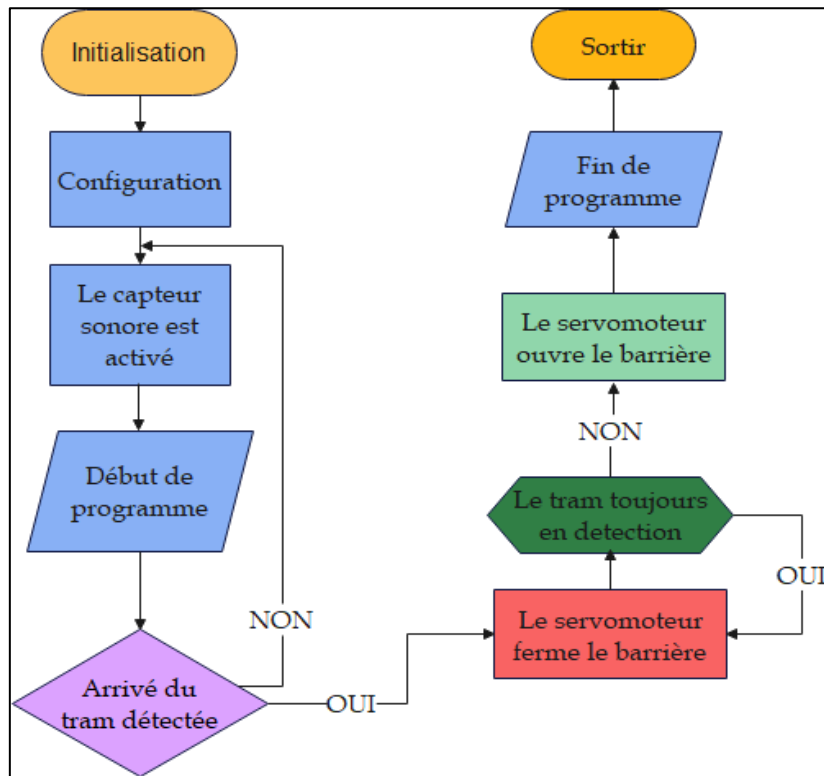 Initialisation
Configuration
Le capteur
sonore est
activé
Début de
programme
Arrivé du
tram détectée
NON
OUI
Sortir
Fin de
programme
Le servomoteur
ouvre le barrière
NON
Le tram toujours
en detection
OUI
Le servomoteur
ferme le barrière